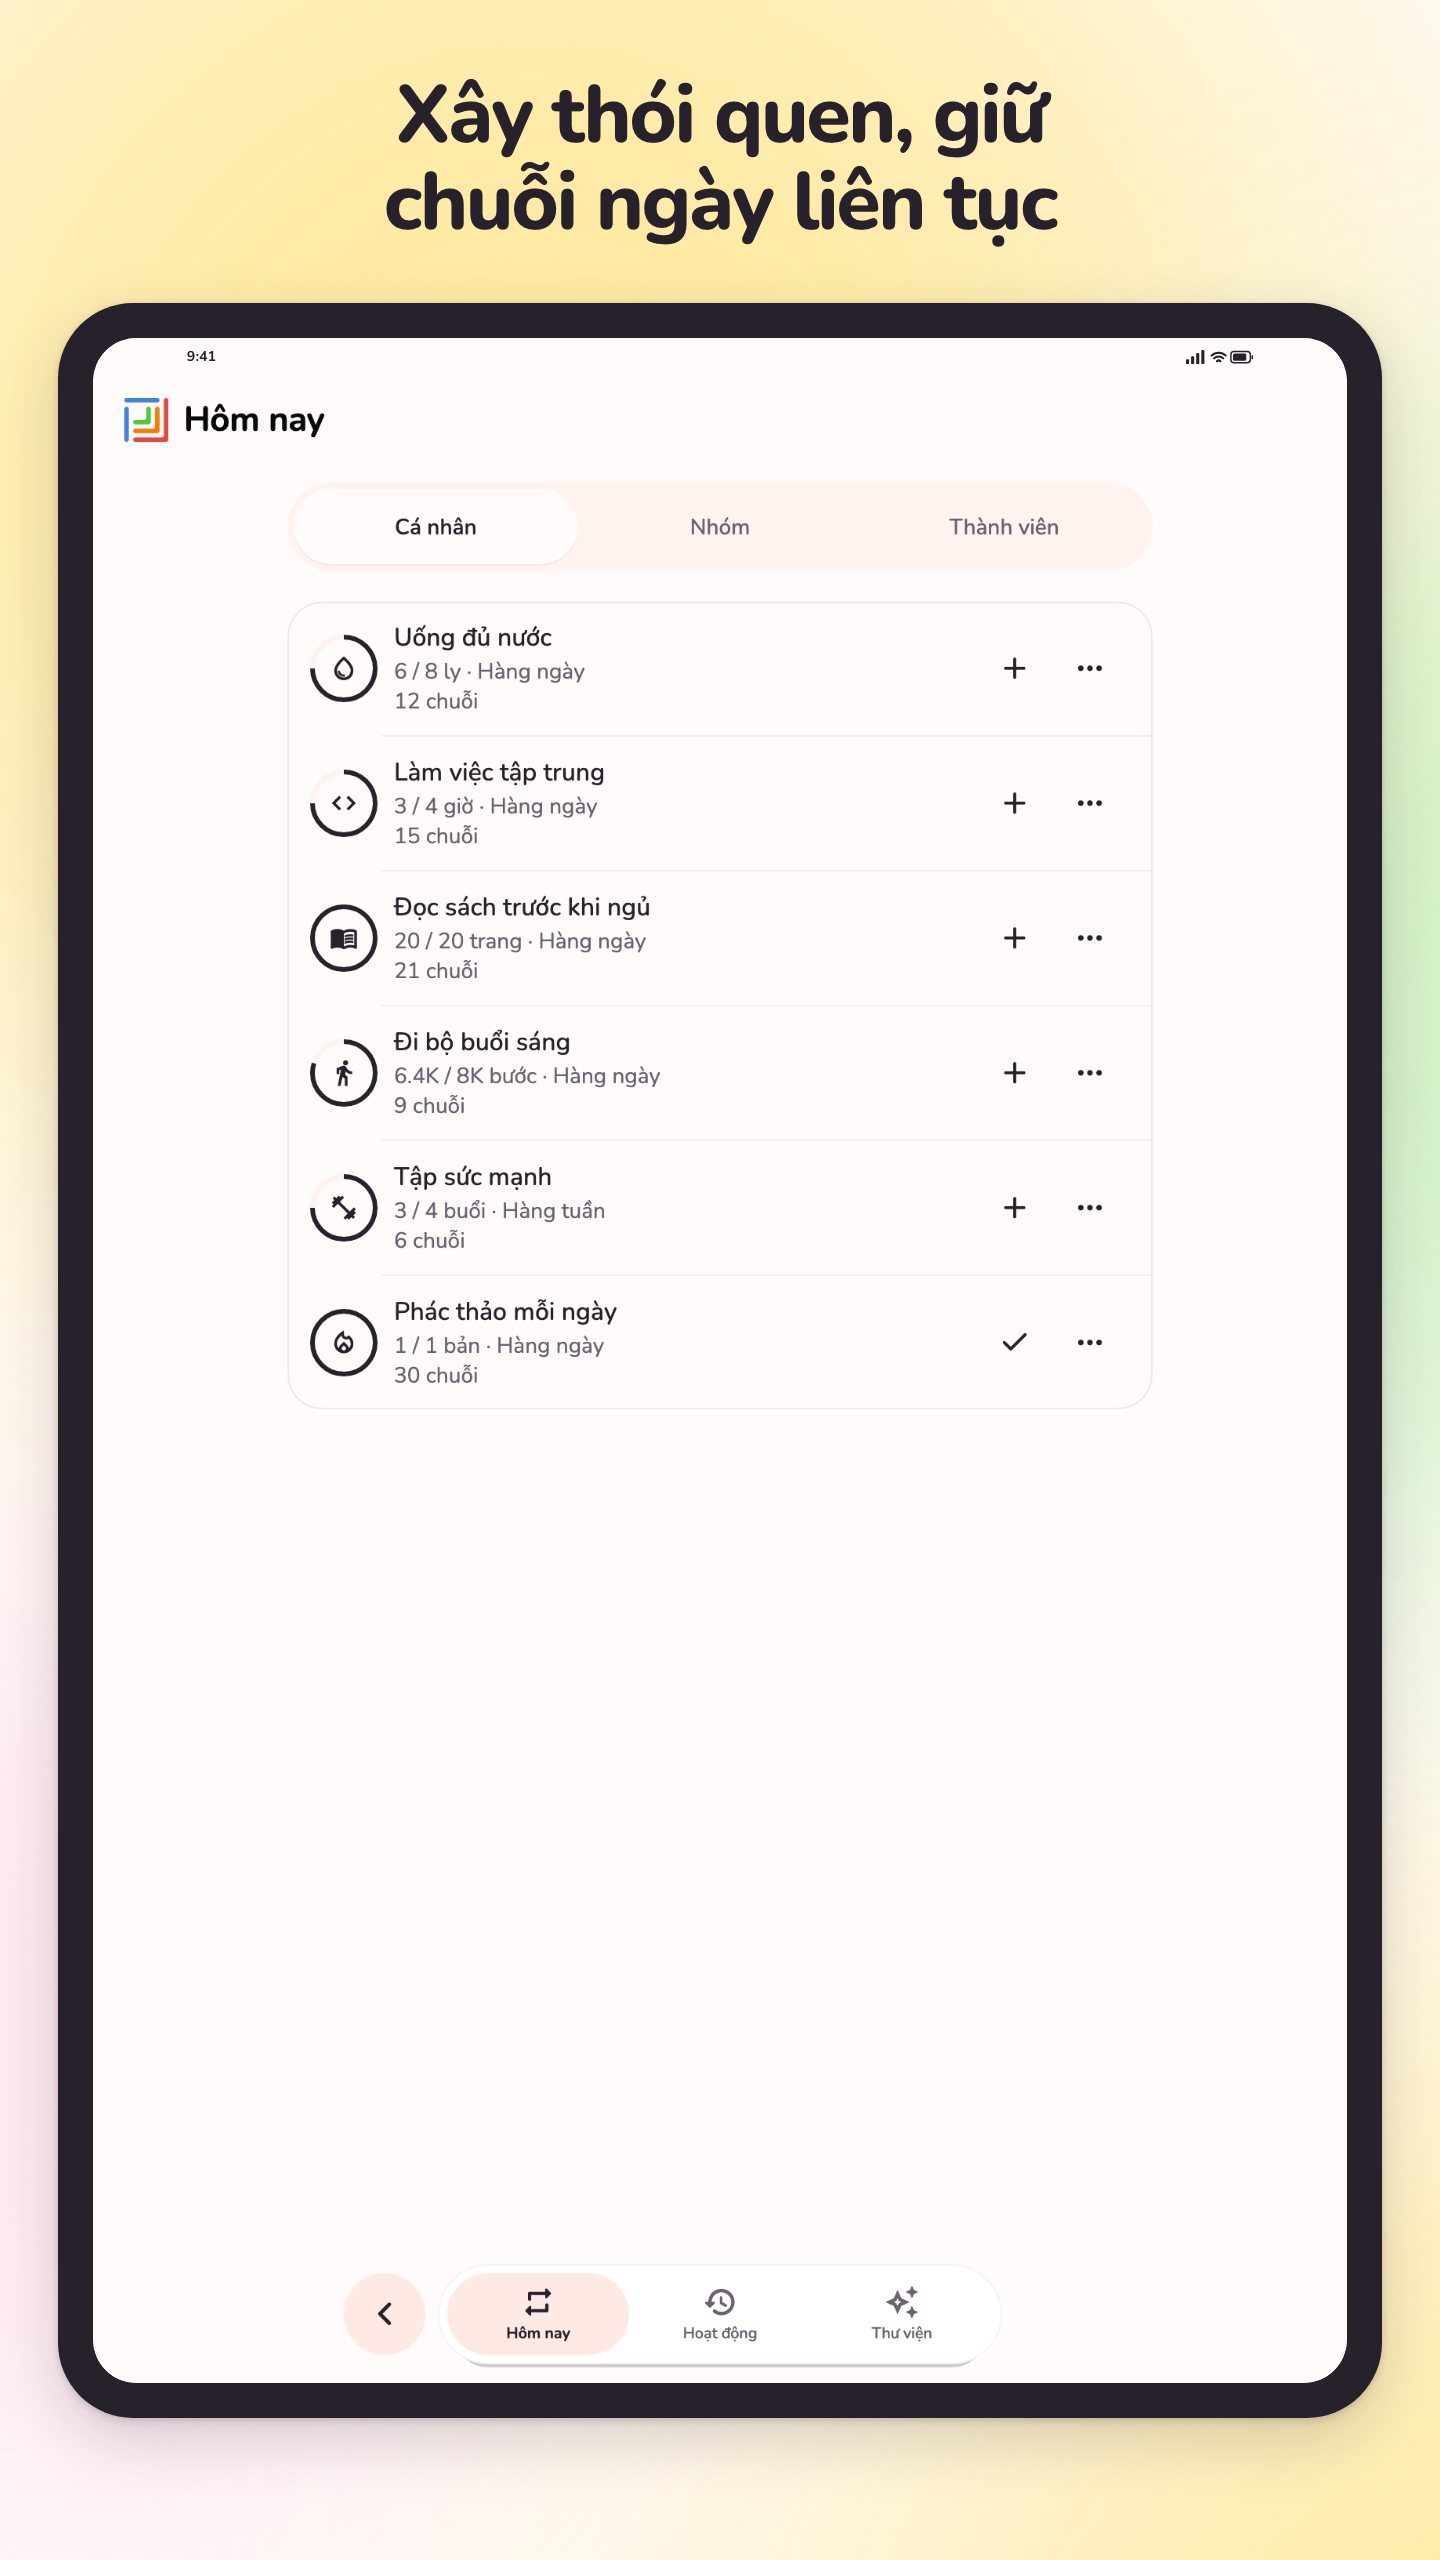 Xây thói quen, giữ
chuỗi ngày liên tục
9:41
Hôm nay
Cá nhân
Nhóm
Thành viên
Uống đủ nước
6 / 8 ly · Hàng ngày
12 chuỗi
Làm việc tập trung
3 / 4 giờ · Hàng ngày
15 chuỗi
Đọc sách trước khi ngủ
20 / 20 trang · Hàng ngày
21 chuỗi
Đi bộ buổi sáng
6.4K / 8K bước · Hàng ngày
9 chuỗi
Tập sức mạnh
3 / 4 buổi · Hàng tuần
6 chuỗi
Phác thảo mỗi ngày
1 / 1 bản · Hàng ngày
30 chuỗi
Hôm nay
Hoạt động
Thư viện